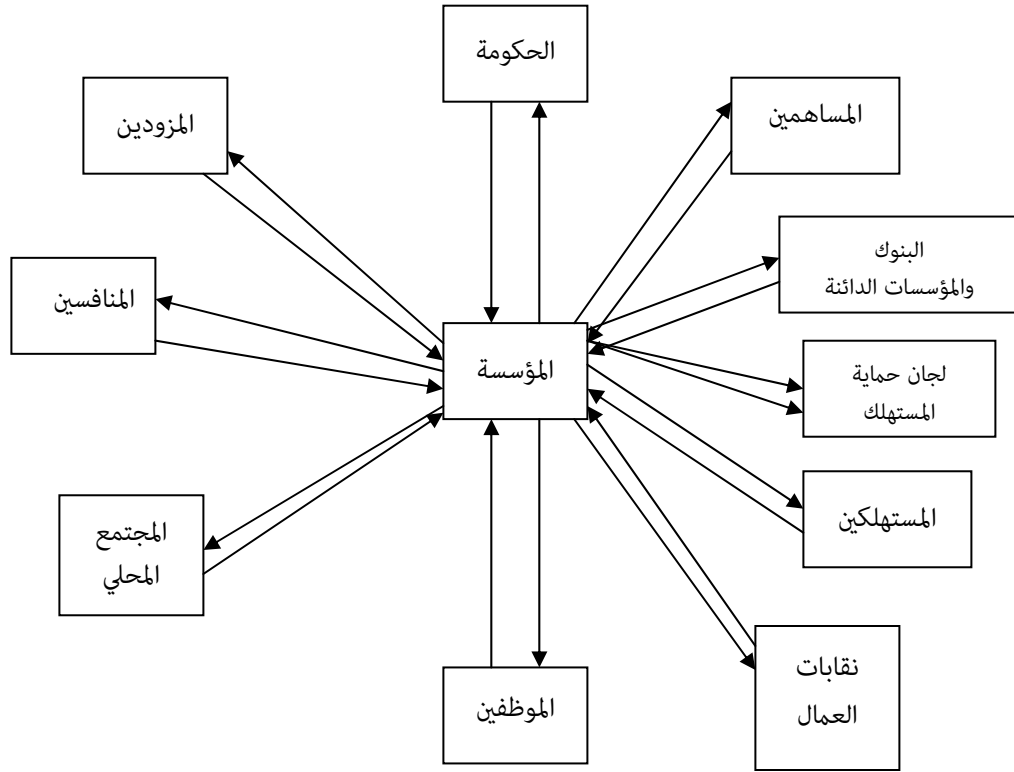 الحكومة
المساهمين
المزودين
البنوك
والمؤسسات الدائنة
المنافسين
المؤسسة
لجان حماية
المستهلك
المستهلكين
المجتمع
المحلي
نقابات
العمال
الموظفين